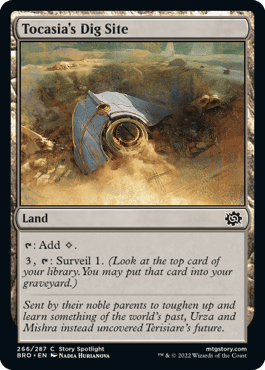 Tocasia's Dig Site
Land
: Add .
3, : Surveil 1. (Look at the top card of
your library. You may put that card into your
graveyard.)
Sent by their noble parents to toughen up and
learn something of the world's past, Urza and
Mishra instead uncovered Terisiare's future.
266/287 C Story Spotlight
mtgstory.com
BRO • EN Nadia Hurianova
™ & © 2022 Wizards of the Coast